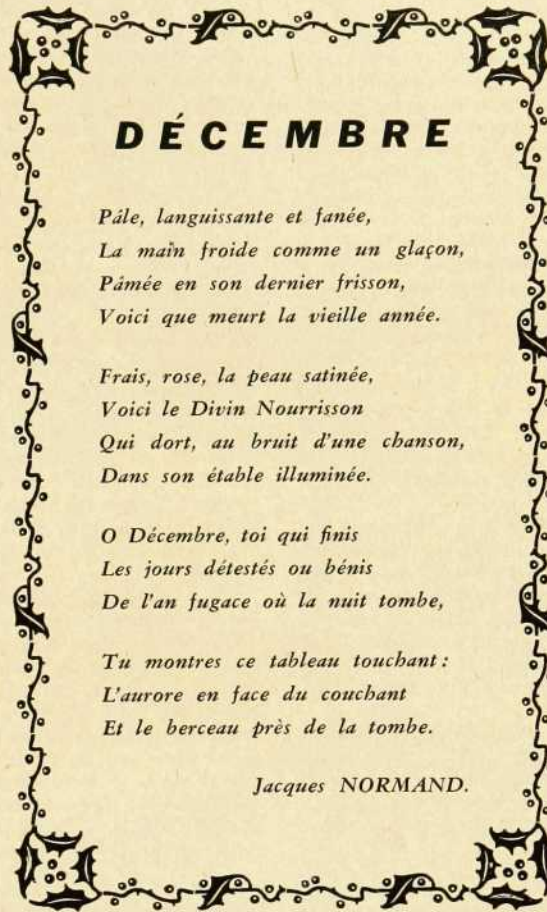 DÉCEMBRE
Pâle, languissante et fanée,
La main froide comme un glaçon,
Pâmée en son dernier frisson,
Voici que meurt la vieille année.
Frais, rose, la peau satinée,
Voici le Divin Nourrisson
Qui dort, au bruit d'une chanson,
Dans son étable illuminée.
O Décembre, toi qui finis
Les jours détestés ou bénis
De l'an fugace où la nuit tombe,
Tu montres ce tableau touchant :
L'aurore en face du couchant
Et le berceau près de la tombe.
Jacques NORMAND.